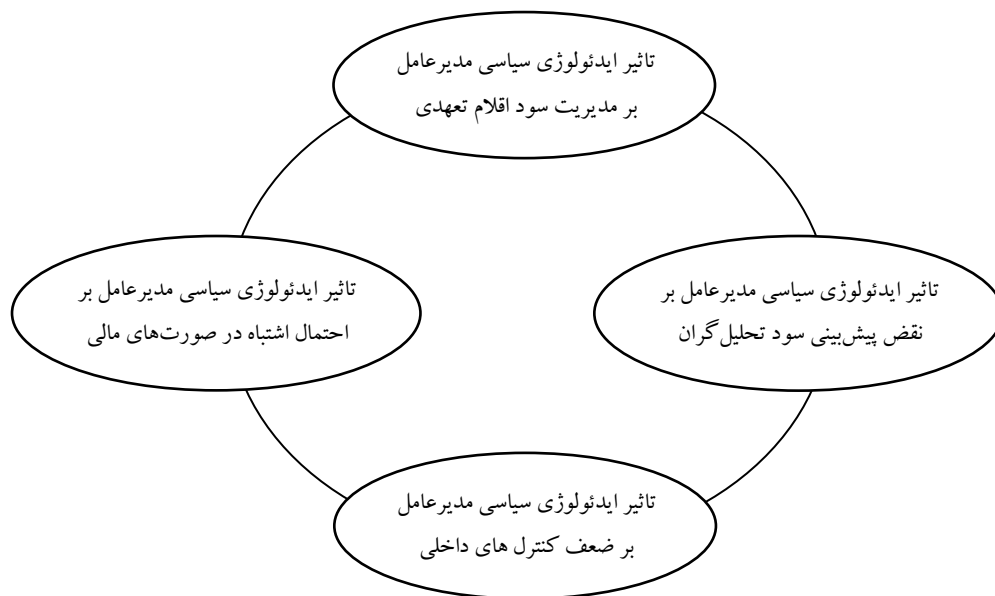 تاثیر ایدئولوژی سیاسی مدیرعامل
بر مدیریت سود اقلام تعهدی
تاثیر ایدئولوژی سیاسی مدیرعامل بر
نقض پیش‌بینی سود تحلیل‌گران
تاثیر ایدئولوژی سیاسی مدیرعامل بر
احتمال اشتباه در صورت‌های مالی
تاثیر ایدئولوژی سیاسی مدیرعامل
بر ضعف کنترل های داخلی